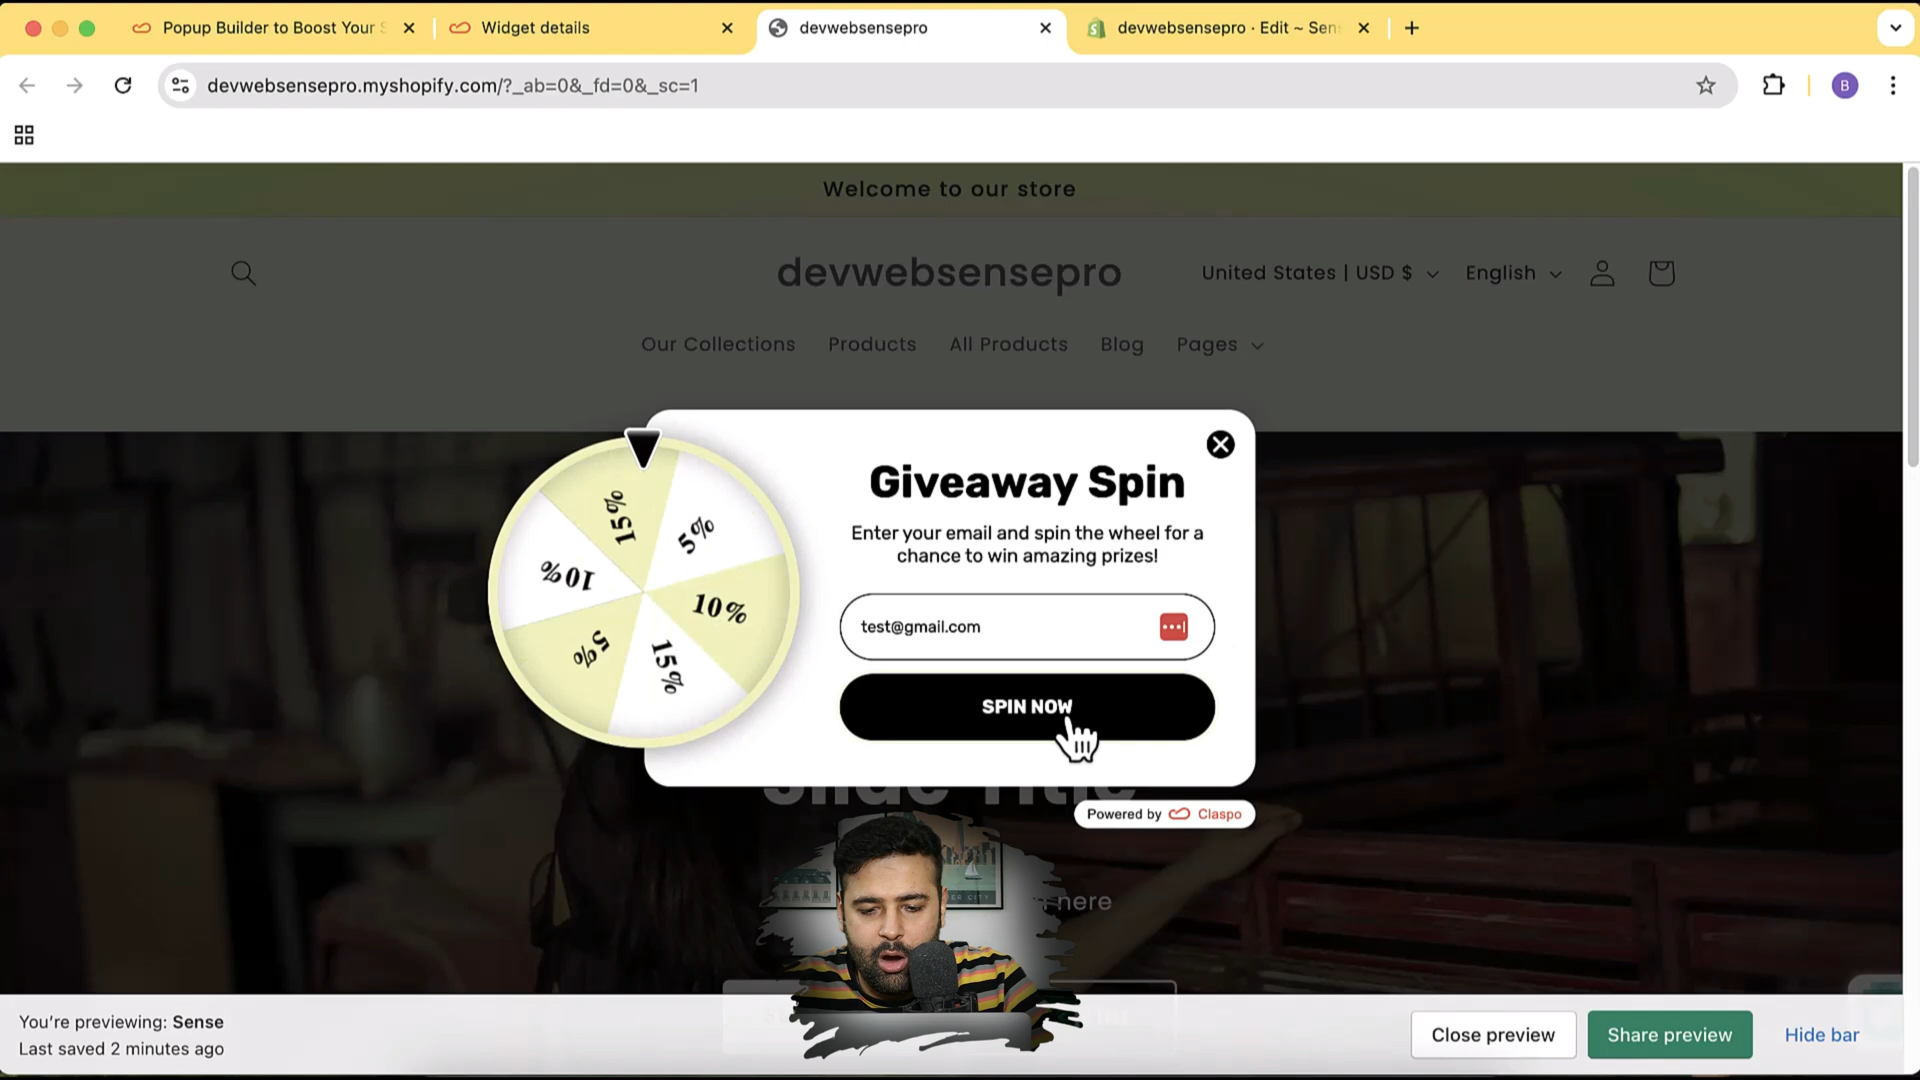 Popup Builder to Boost Your S
Widget details
devwebsensepro
devwebsensepro · Edit ~ Sen
devwebsensepro.myshopify.com/?_ab=0&_fd=0&_sc=1
B
Welcome to our store
devwebsensepro
United States | USD $
English
Our Collections
Products
All Products
Blog
Pages
Giveaway Spin
Enter your email and spin the wheel for a
chance to win amazing prizes!
test@gmail.com
SPIN NOW
15%
5%
10%
15%
5%
10%
Slide Title
Powered by Claspo
here
You're previewing: Sense
Last saved 2 minutes ago
Close preview
Share preview
Hide bar